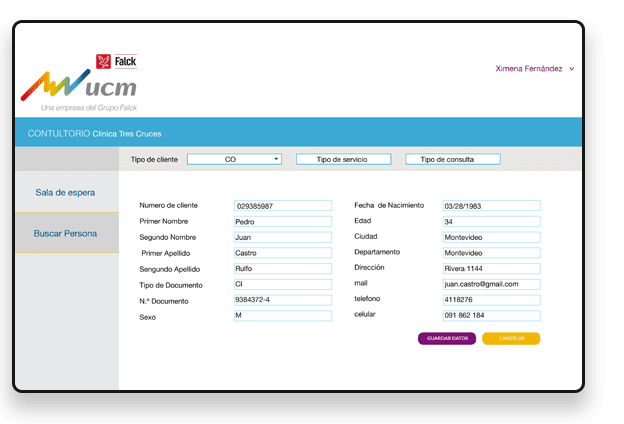 Falck
ucm
Una empresa del Grupo Falck
Ximena Fernández
CONTULTORIO Clinica Tres Cruces
Tipo de cliente CO Tipo de servicio Tipo de consulta
Sala de espera
Buscar Persona
Numero de cliente 029385987
Primer Nombre Pedro
Segundo Nombre Juan
Primer Apellido Castro
Sengundo Apellido Rulfo
Tipo de Documento CI
N.º Documento 9384372-4
Sexo M
Fecha de Nacimiento 03/28/1983
Edad 34
Ciudad Montevideo
Departamento Montevideo
Dirección Rivera 1144
mail juan.castro@gmail.com
telefono 4118276
celular 091 862 184
GUARDAR DATOS CANCELAR